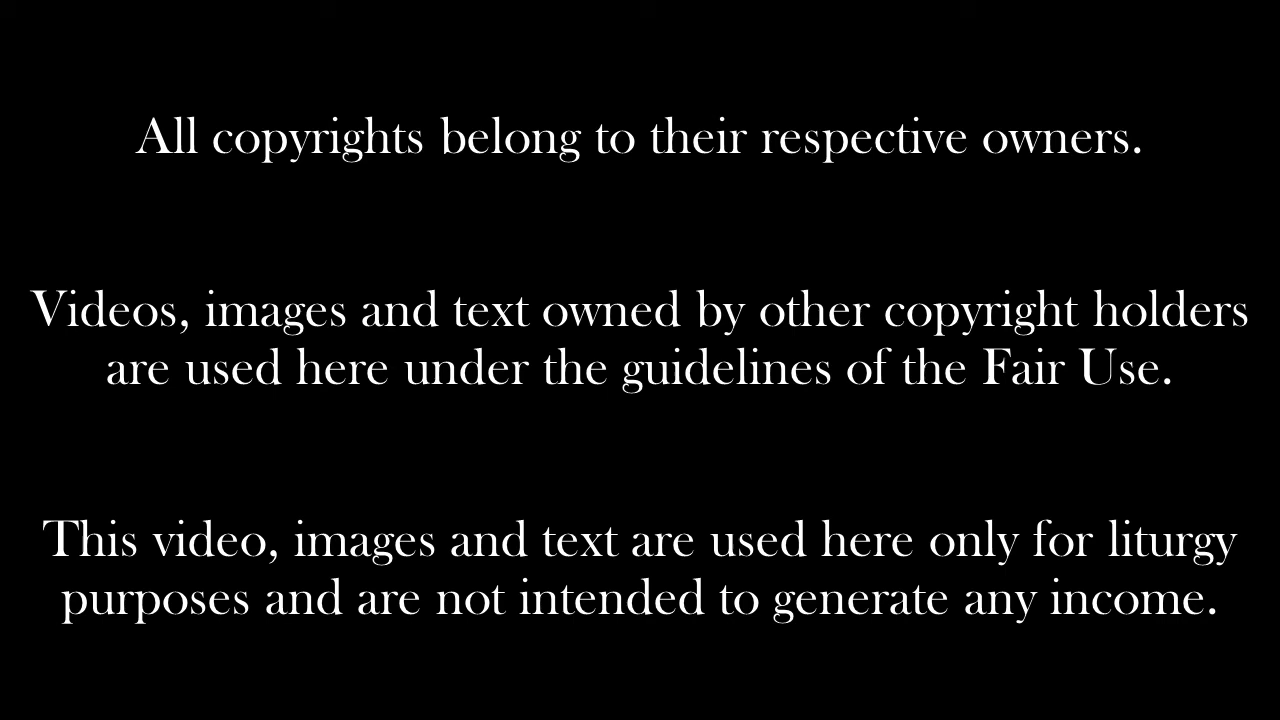 All copyrights belong to their respective owners.
Videos, images and text owned by other copyright holders
are used here under the guidelines of the Fair Use.
This video, images and text are used here only for liturgy
purposes and are not intended to generate any income.